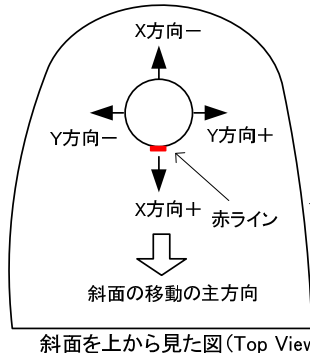 X方向－
Y方向－
Y方向＋
X方向＋
赤ライン
斜面の移動の主方向
斜面を上から見た図(Top View